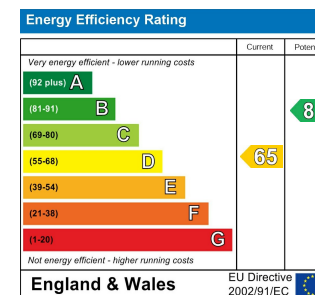 Energy Efficiency Rating
Current
Very energy efficient - lower running costs
(92 plus) A
(81-91) B
(69-80) C
(55-68) D
65
(39-54) E
(21-38) F
(1-20) G
Not energy efficient - higher running costs
England & Wales
EU Directive
2002/91/EC